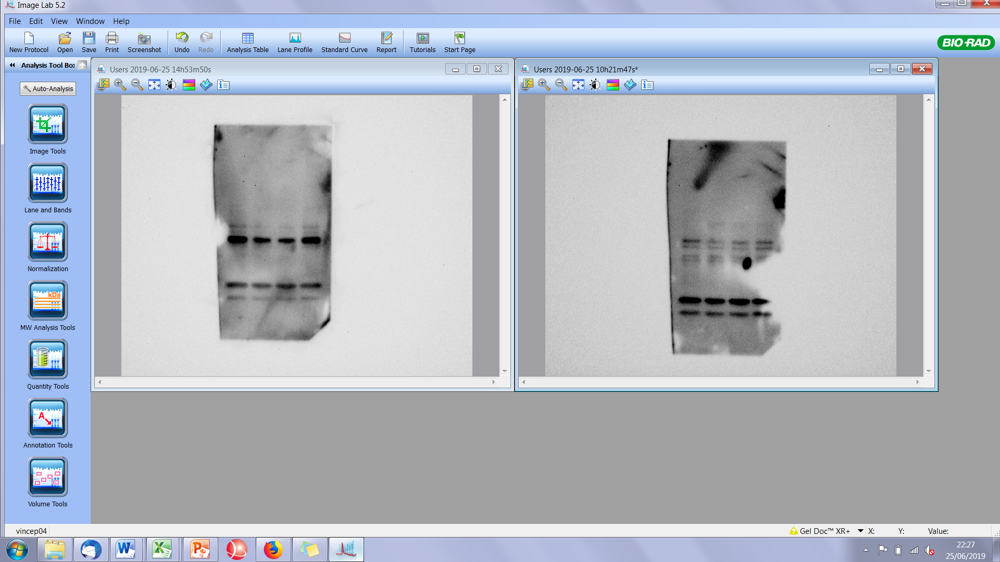 Image Lab 5.2
File Edit View Window Help
New Protocol Open Save Print Screenshot Undo Redo Analysis Table Lane Profile Standard Curve Report Tutorials Start Page
BIO-RAD
Analysis Tool Box
Users 2019-06-25 14h53m50s
Users 2019-06-25 10h21m47s*
Auto-Analysis
Image Tools
Lane and Bands
Normalization
kDa
MW Analysis Tools
Quantity Tools
A
Annotation Tools
Volume Tools
vincep04
Gel Doc™ XR+ X: Y: Value:
22:27
25/06/2019